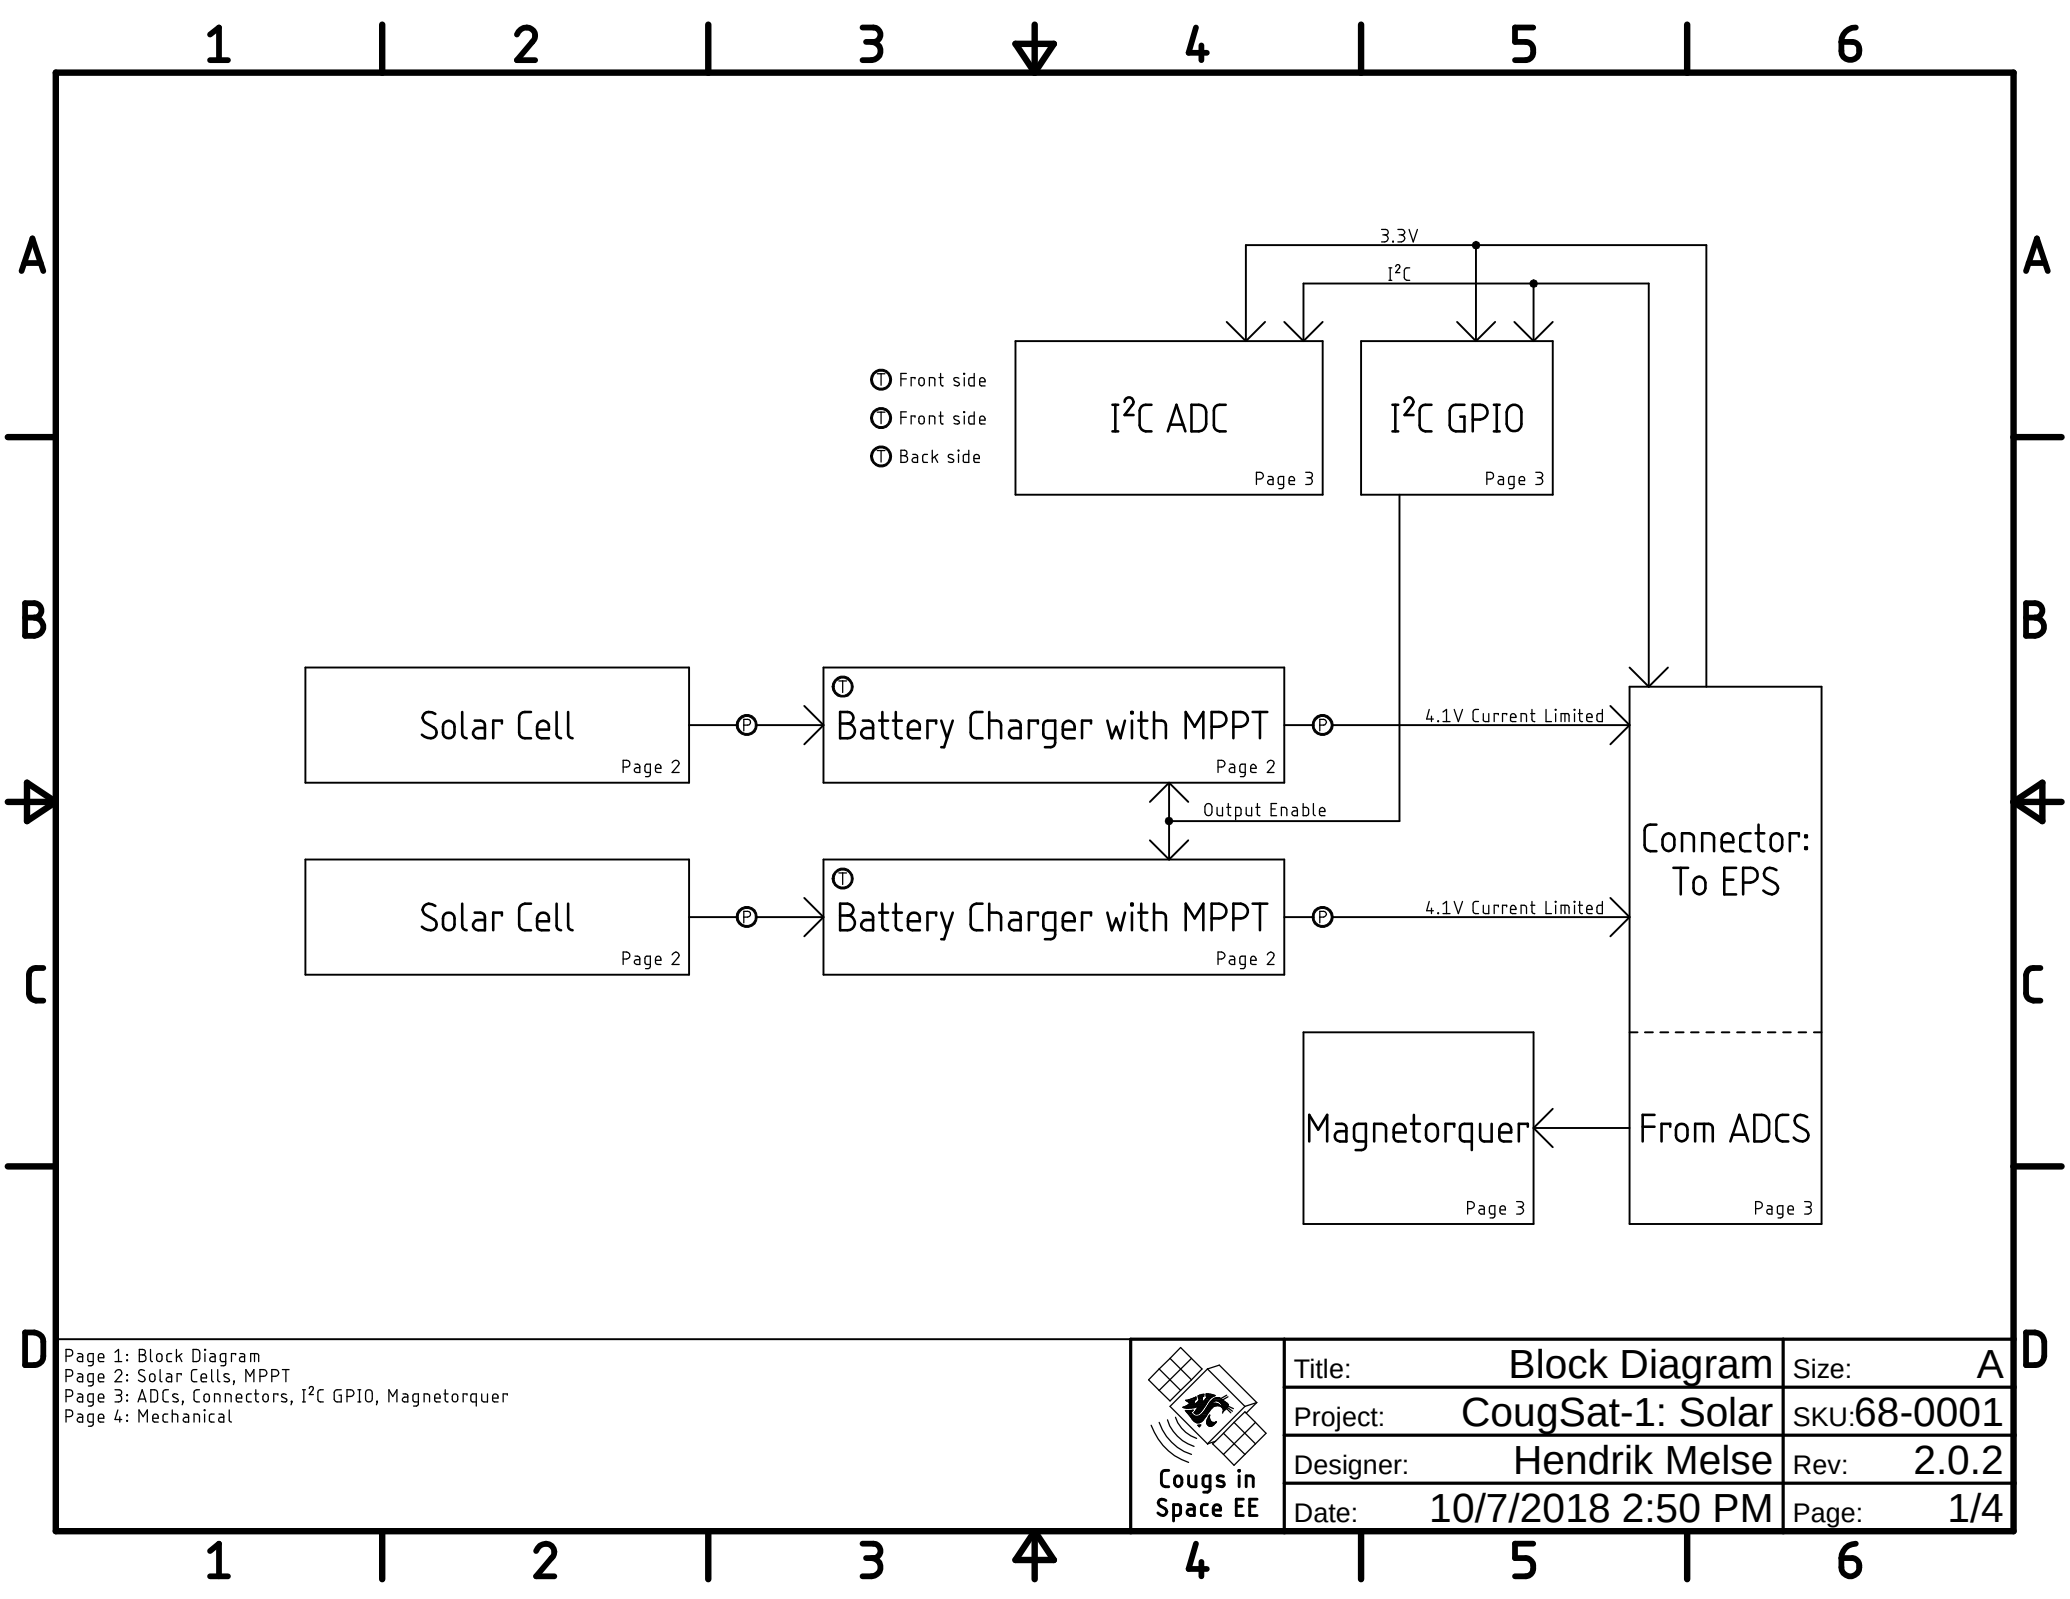 1 2 3 4 5 6
A A
3.3V
I²C
T Front side
T Front side
T Back side
I²C ADC
Page 3
I²C GPIO
Page 3
B B
Solar Cell
Page 2
P
T
Battery Charger with MPPT
Page 2
P
4.1V Current Limited
Output Enable
Solar Cell
Page 2
P
T
Battery Charger with MPPT
Page 2
P
4.1V Current Limited
Connector:
To EPS
C C
Magnetorquer
Page 3
From ADCS
Page 3
D D
Page 1: Block Diagram
Page 2: Solar Cells, MPPT
Page 3: ADCs, Connectors, I²C GPIO, Magnetorquer
Page 4: Mechanical
Cougs in
Space EE
Title: Block Diagram Size: A
Project: CougSat-1: Solar SKU:68-0001
Designer: Hendrik Melse Rev: 2.0.2
Date: 10/7/2018 2:50 PM Page: 1/4
1 2 3 4 5 6